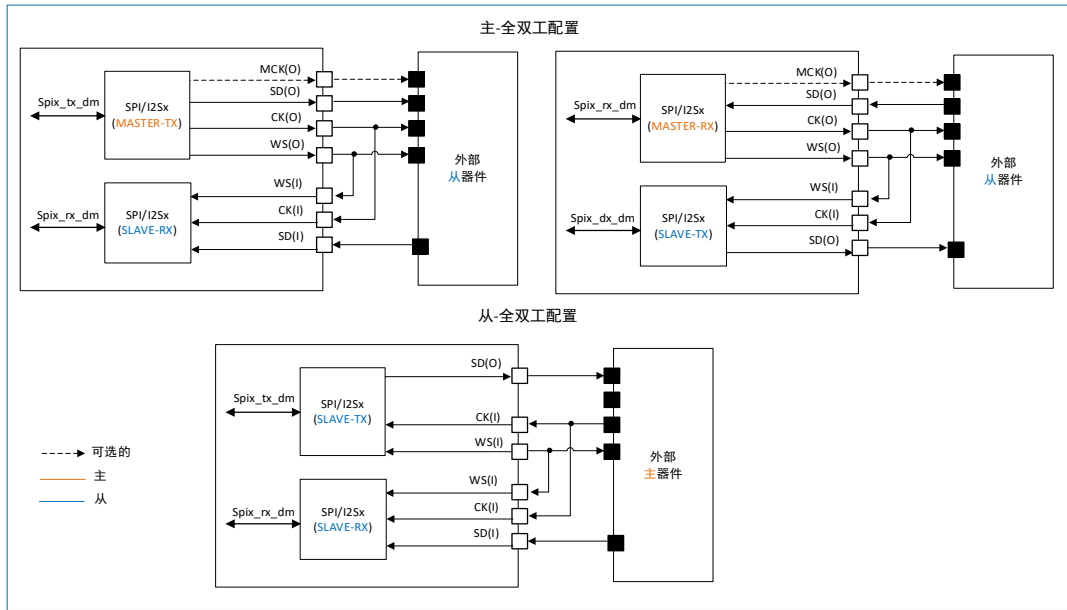 主-全双工配置
MCK(O)
SD(O)
CK(O)
WS(O)
WS(I)
CK(I)
SD(I)
Spix_tx_dm
SPI/I2Sx
(MASTER-TX)
Spix_rx_dm
SPI/I2Sx
(SLAVE-RX)
外部
从器件
MCK(O)
SD(O)
CK(O)
WS(O)
WS(I)
CK(I)
SD(O)
Spix_rx_dm
SPI/I2Sx
(MASTER-RX)
Spix_dx_dm
SPI/I2Sx
(SLAVE-TX)
外部
从器件
从-全双工配置
SD(O)
CK(I)
WS(I)
WS(I)
CK(I)
SD(I)
Spix_tx_dm
SPI/I2Sx
(SLAVE-TX)
Spix_rx_dm
SPI/I2Sx
(SLAVE-RX)
外部
主器件
可选的
主
从